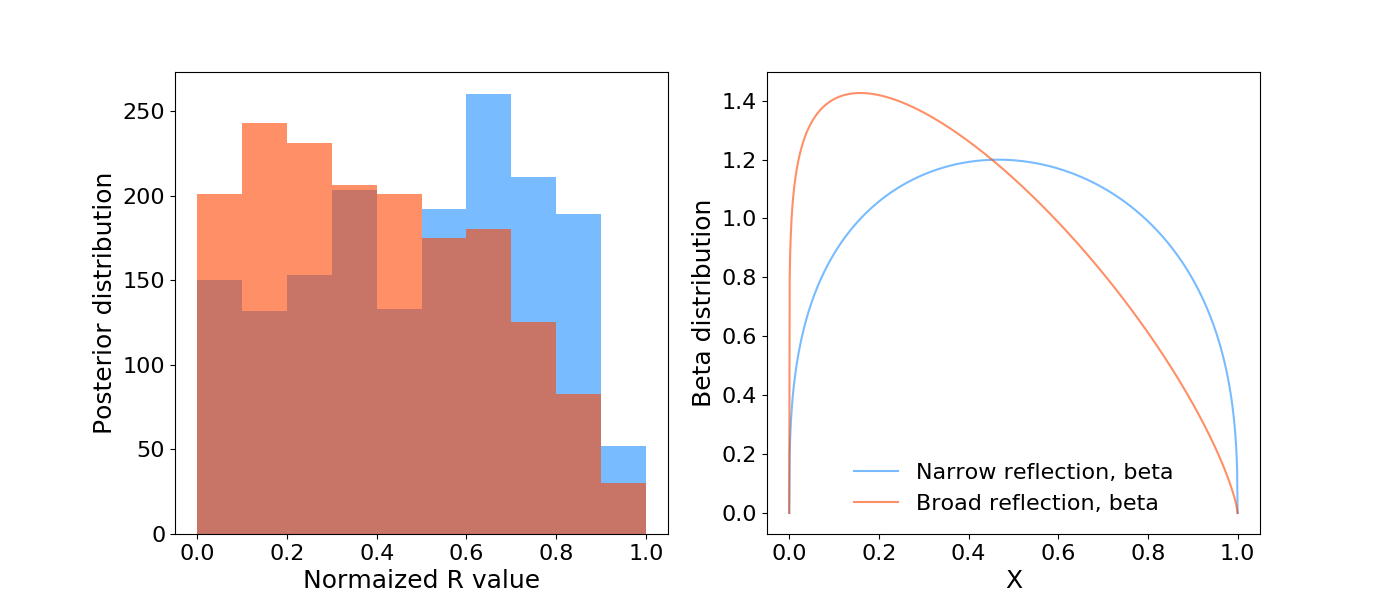 Posterior distribution
250
200
150
100
50
0
0.0 0.2 0.4 0.6 0.8 1.0
Normaized R value
Beta distribution
1.4
1.2
1.0
0.8
0.6
0.4
0.2
0.0
Narrow reflection, beta
Broad reflection, beta
0.0 0.2 0.4 0.6 0.8 1.0
X